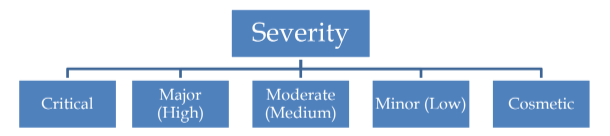 Severity
Critical
Major
(High)
Moderate
(Medium)
Minor (Low)
Cosmetic